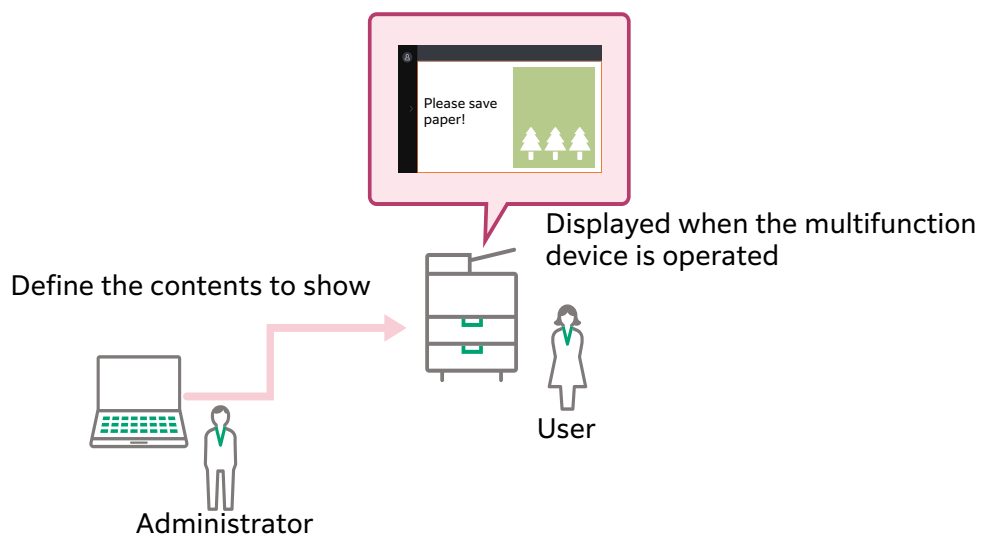 Please save
paper!
Displayed when the multifunction
device is operated
Define the contents to show
User
Administrator